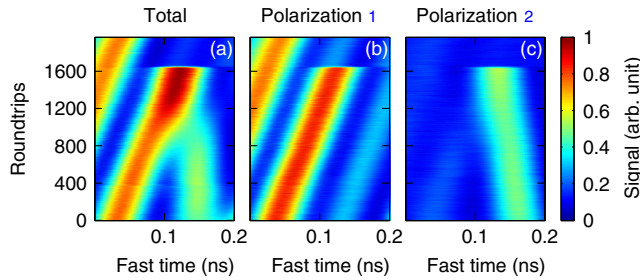 Total Polarization 1 Polarization 2
(a) (b) (c)
Roundtrips
1600
1200
800
400
0
0.1 0.2 0.1 0.2 0.1 0.2
Fast time (ns) Fast time (ns) Fast time (ns)
1
0.8
0.6
0.4
0.2
0
Signal (arb, unit)